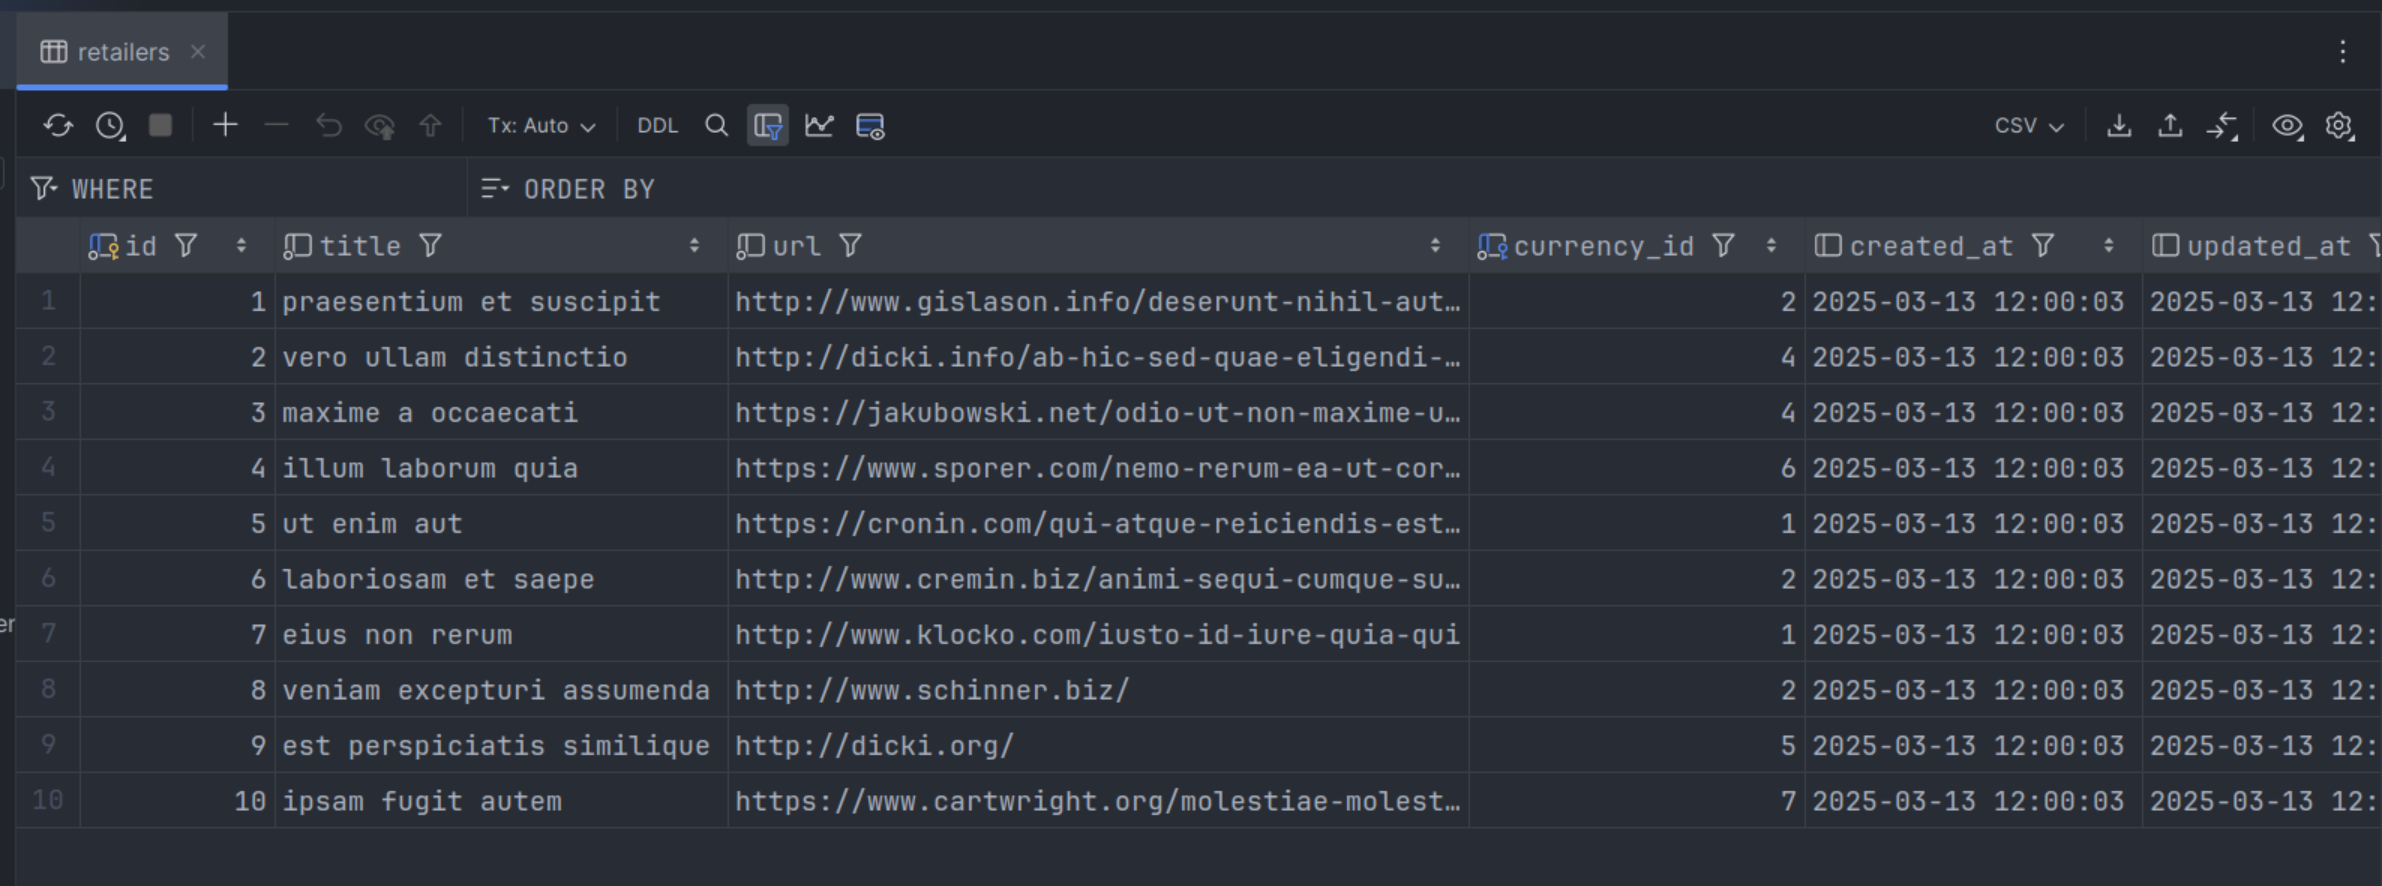 retailers
Tx: Auto DDL CSV
WHERE ORDER BY
id title url currency_id created_at updated_at
1 1 praesentium et suscipit http://www.gislason.info/deserunt-nihil-aut… 2 2025-03-13 12:00:03 2025-03-13 12:
2 2 vero ullam distinctio http://dicki.info/ab-hic-sed-quae-eligendi-… 4 2025-03-13 12:00:03 2025-03-13 12:
3 3 maxime a occaecati https://jakubowski.net/odio-ut-non-maxime-u… 4 2025-03-13 12:00:03 2025-03-13 12:
4 4 illum laborum quia https://www.sporer.com/nemo-rerum-ea-ut-cor… 6 2025-03-13 12:00:03 2025-03-13 12:
5 5 ut enim aut https://cronin.com/qui-atque-reiciendis-est… 1 2025-03-13 12:00:03 2025-03-13 12:
6 6 laboriosam et saepe http://www.cremin.biz/animi-sequi-cumque-su… 2 2025-03-13 12:00:03 2025-03-13 12:
er 7 7 eius non rerum http://www.klocko.com/iusto-id-iure-quia-qui 1 2025-03-13 12:00:03 2025-03-13 12:
8 8 veniam excepturi assumenda http://www.schinner.biz/ 2 2025-03-13 12:00:03 2025-03-13 12:
9 9 est perspiciatis similique http://dicki.org/ 5 2025-03-13 12:00:03 2025-03-13 12:
10 10 ipsam fugit autem https://www.cartwright.org/molestiae-molest… 7 2025-03-13 12:00:03 2025-03-13 12: